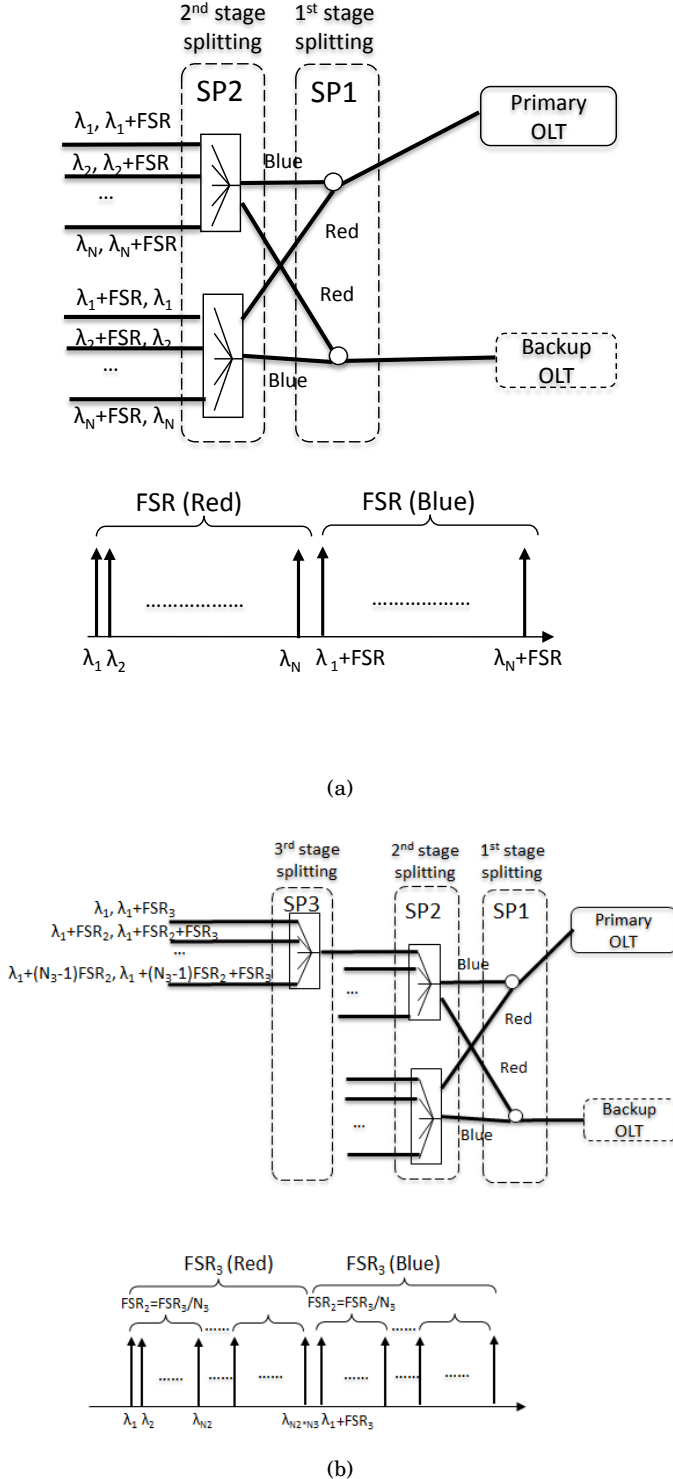 2nd stage splitting
1st stage splitting
SP2
SP1
Primary OLT
λ1, λ1+FSR
λ2, λ2+FSR
...
λN, λN+FSR
Blue
Red
Red
λ1+FSR, λ1
λ2+FSR, λ2
...
λN+FSR, λN
Blue
Backup OLT
FSR (Red)
FSR (Blue)
....................
....................
λ1 λ2 λN λ1+FSR λN+FSR
(a)
3rd stage splitting
2nd stage splitting
1st stage splitting
SP3
SP2
SP1
λ1, λ1+FSR3
λ1+FSR2, λ1+FSR2+FSR3
...
λ1+(N3-1)FSR2, λ1 +(N3-1)FSR2+FSR3
Primary OLT
Blue
...
Red
Red
...
Blue
Backup OLT
FSR3 (Red)
FSR3 (Blue)
FSR2=FSR3/N3
......
FSR2=FSR3/N3
......
...... ...... ...... ...... ...... ......
λ1 λ2 λN2 λN2*N3 λ1+FSR3
(b)